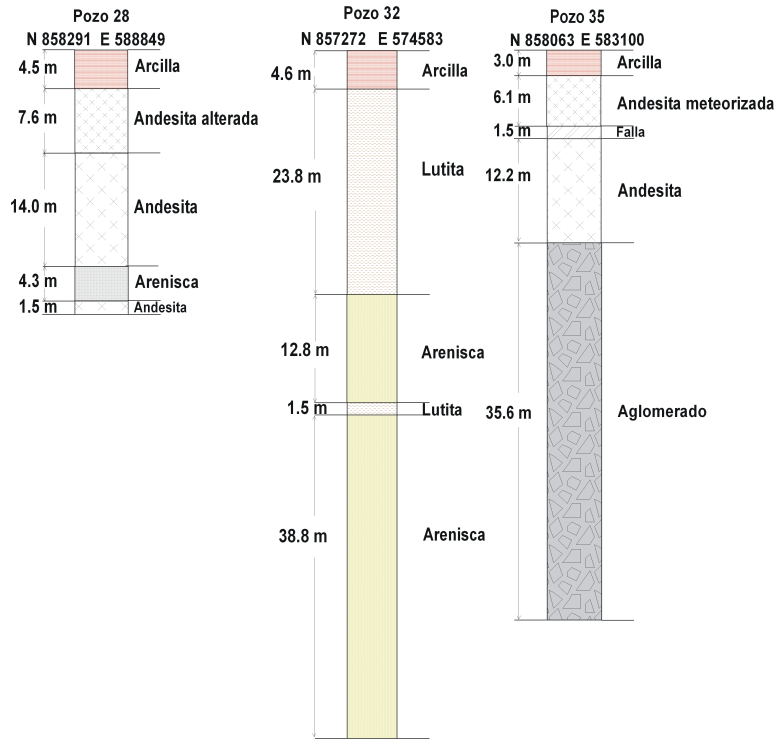 Pozo 28
N 858291 E 588849
4.5 m Arcilla
7.6 m Andesita alterada
14.0 m Andesita
4.3 m Arenisca
1.5 m Andesita
Pozo 32
N 857272 E 574583
4.6 m Arcilla
23.8 m Lutita
12.8 m Arenisca
1.5 m Lutita
38.8 m Arenisca
Pozo 35
N 858063 E 583100
3.0 m Arcilla
6.1 m Andesita meteorizada
1.5 m Falla
12.2 m Andesita
35.6 m Aglomerado